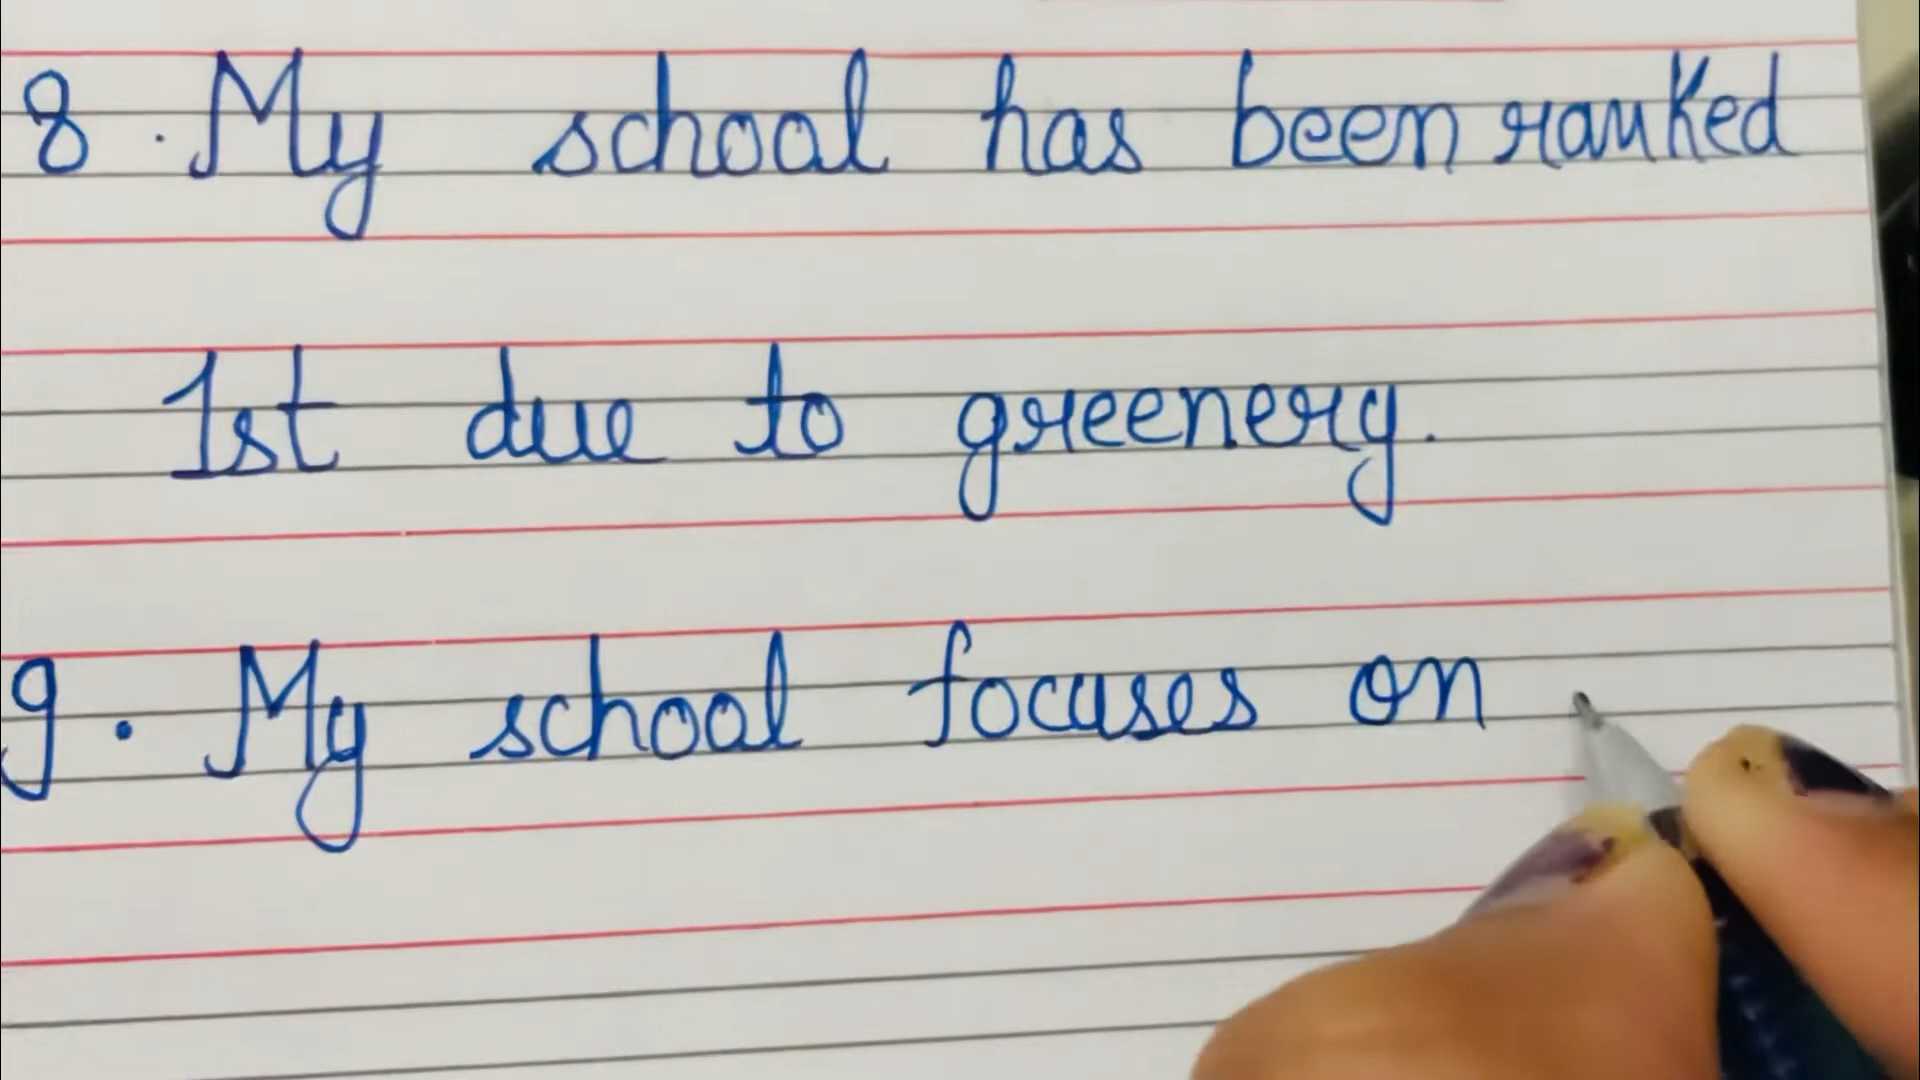 8. My school has been ranked
1st due to greenery.
9. My school focuses on